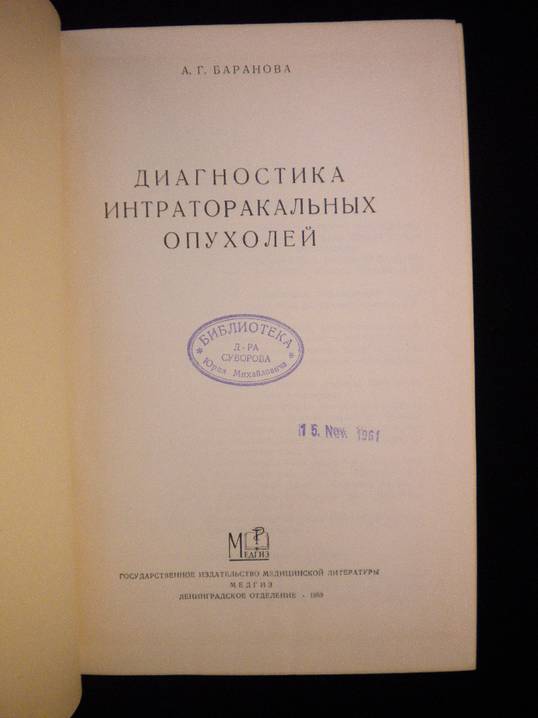 А. Г. БАРАНОВА
ДИАГНОСТИКА
ИНТРАТОРАКАЛЬНЫХ
ОПУХОЛЕЙ
* БИБЛИОТЕКА *
Д-РА
СУВОРОВА
Юрия Михайловича
15. Nov. 1961
МЕДГИЗ
ГОСУДАРСТВЕННОЕ ИЗДАТЕЛЬСТВО МЕДИЦИНСКОЙ ЛИТЕРАТУРЫ
МЕДГИЗ
ЛЕНИНГРАДСКОЕ ОТДЕЛЕНИЕ · 1959